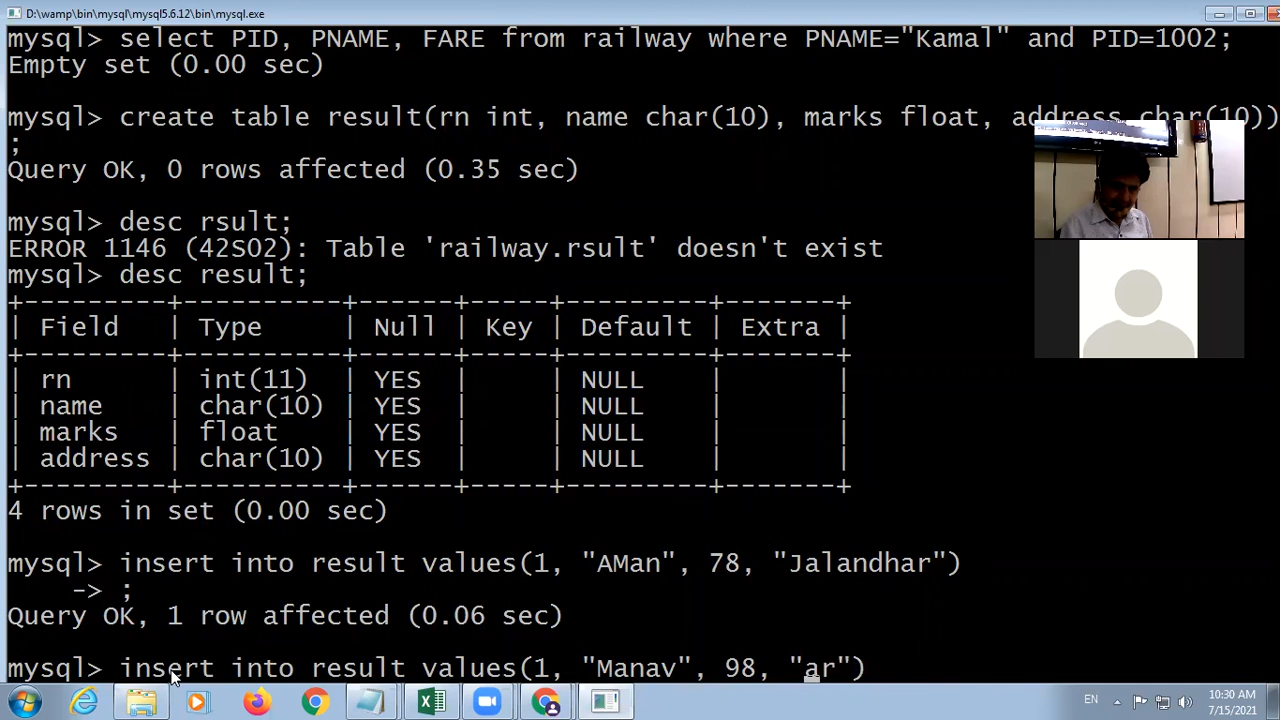 D:\wamp\bin\mysql\mysql5.6.12\bin\mysql.exe
mysql> select PID, PNAME, FARE from railway where PNAME="Kamal" and PID=1002;
Empty set (0.00 sec)
mysql> create table result(rn int, name char(10), marks float, address char(10))
;
Query OK, 0 rows affected (0.35 sec)
mysql> desc rsult;
ERROR 1146 (42S02): Table 'railway.rsult' doesn't exist
mysql> desc result;
+---------+----------+------+-----+---------+-------+
| Field   | Type     | Null | Key | Default | Extra |
+---------+----------+------+-----+---------+-------+
| rn      | int(11)  | YES  |     | NULL    |       |
| name    | char(10) | YES  |     | NULL    |       |
| marks   | float    | YES  |     | NULL    |       |
| address | char(10) | YES  |     | NULL    |       |
+---------+----------+------+-----+---------+-------+
4 rows in set (0.00 sec)
mysql> insert into result values(1, "AMan", 78, "Jalandhar")
    -> ;
Query OK, 1 row affected (0.06 sec)
mysql> insert into result values(1, "Manav", 98, "ar")
EN
10:30 AM
7/15/2021